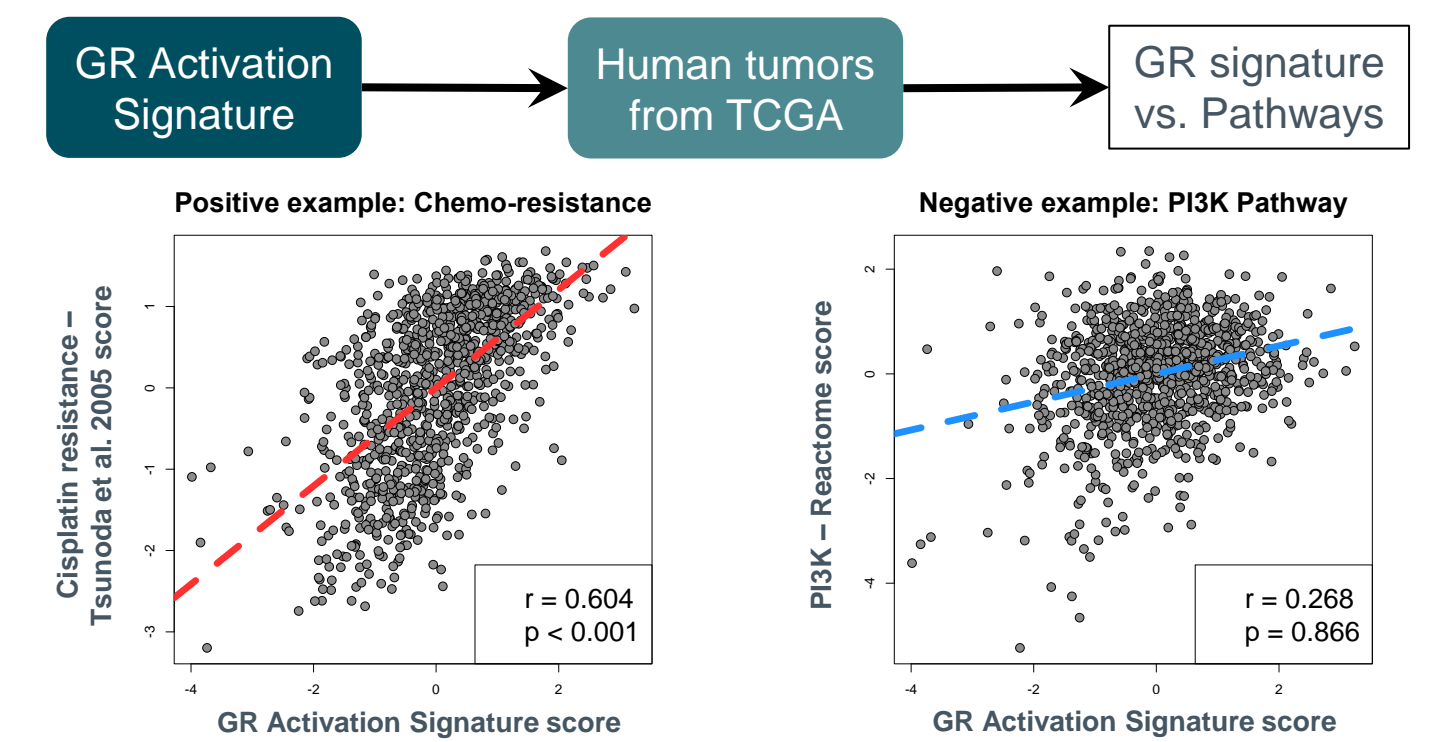 GR Activation
Signature
Human tumors
from TCGA
GR signature
vs. Pathways
Positive example: Chemo-resistance
Cisplatin resistance –
Tsunoda et al. 2005 score
1
0
-1
-2
-3
r = 0.604
p < 0.001
-4
-2
0
2
GR Activation Signature score
Negative example: PI3K Pathway
PI3K – Reactome score
2
0
-2
-4
r = 0.268
p = 0.866
-4
-2
0
2
GR Activation Signature score